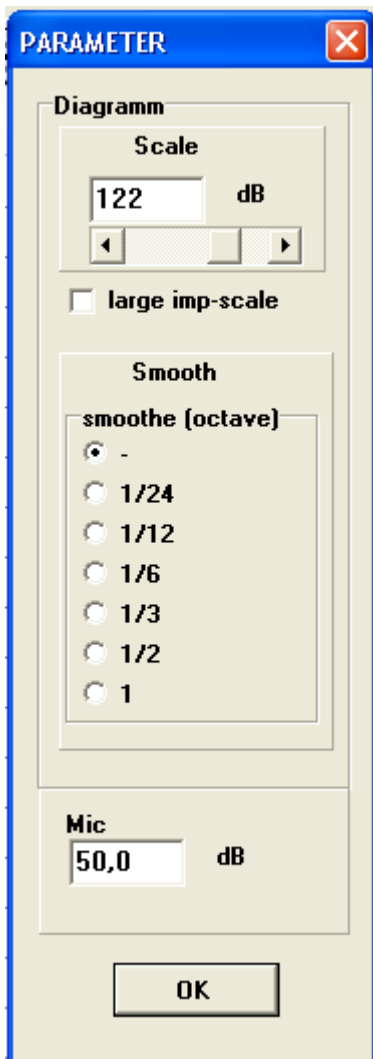 PARAMETER
Diagramm
Scale
122 dB
large imp-scale
Smooth
smoothe (octave)
-
1/24
1/12
1/6
1/3
1/2
1
Mic
50,0 dB
OK